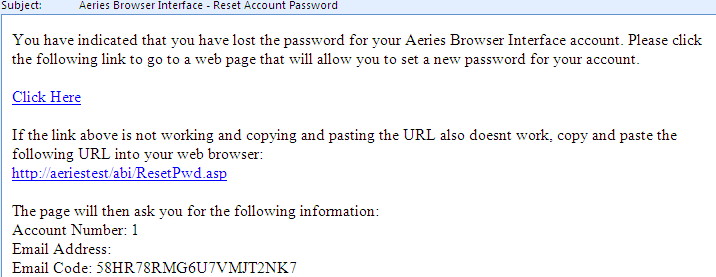 Subject: Aeries Browser Interface - Reset Account Password
You have indicated that you have lost the password for your Aeries Browser Interface account. Please click
the following link to go to a web page that will allow you to set a new password for your account.
Click Here
If the link above is not working and copying and pasting the URL also doesnt work, copy and paste the
following URL into your web browser:
http://aeriestest/abi/ResetPwd.asp
The page will then ask you for the following information:
Account Number: 1
Email Address:
Email Code: 58HR78RMG6U7VMJT2NK7